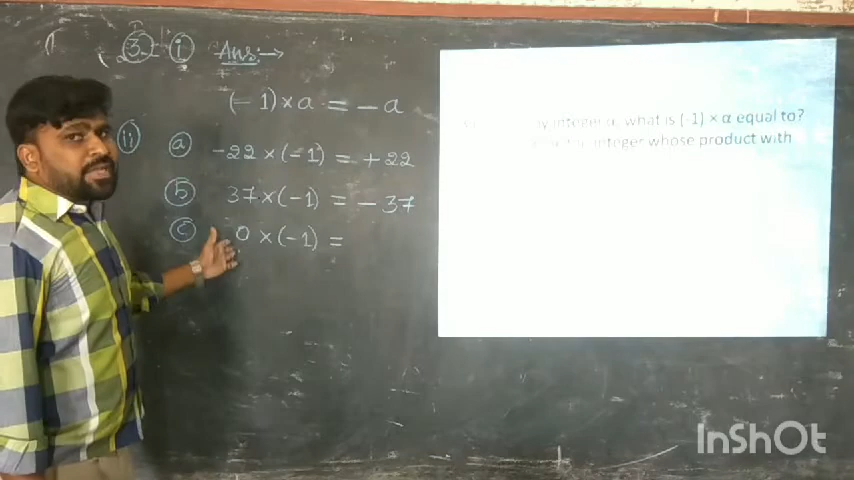 3. i Ans:→
(-1)×a = -a
ii a -22×(-1) = +22
b 37×(-1) = -37
c 0×(-1) =
integer a, what is (-1) × a equal to?
integer whose product with
InShOt